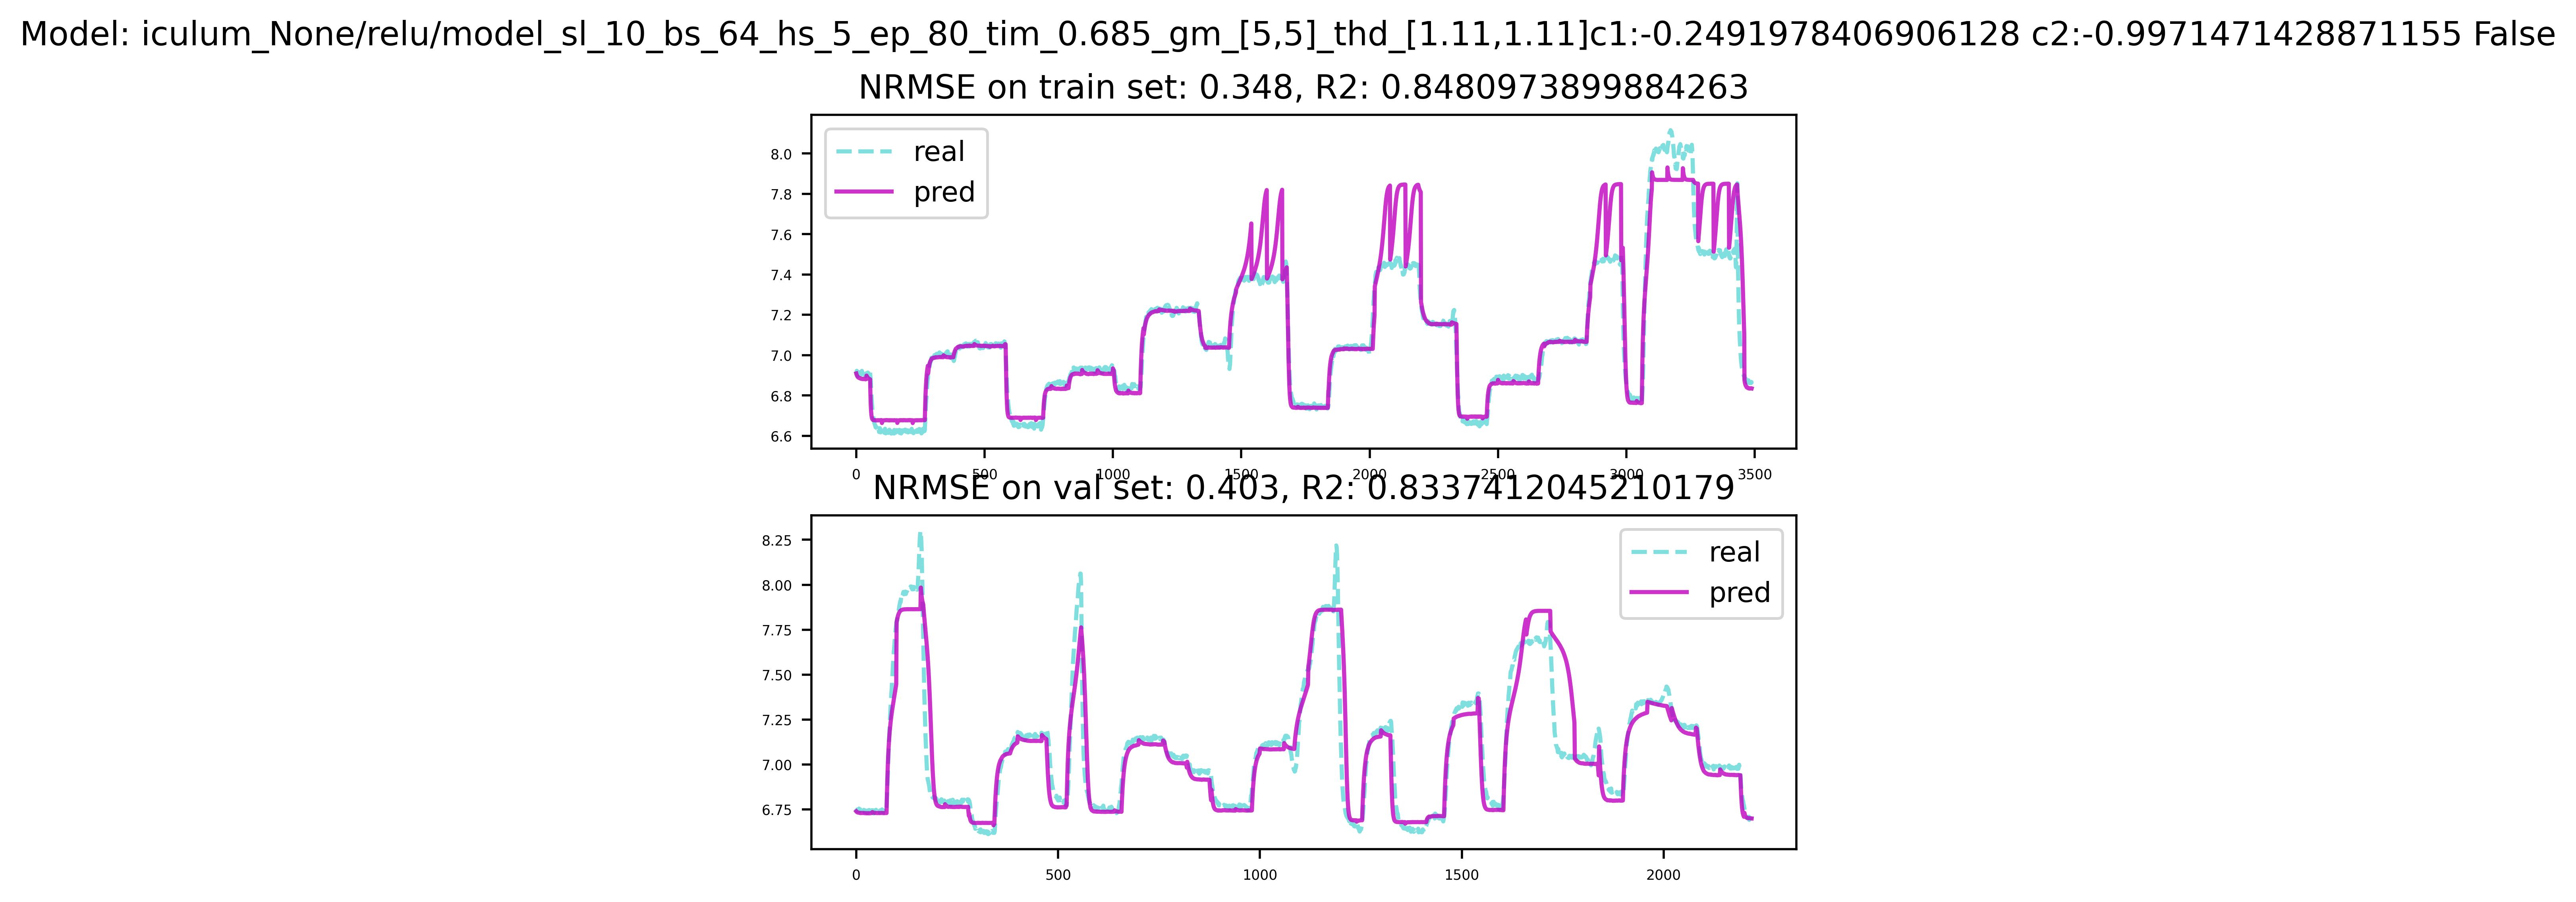 Model: iculum_None/relu/model_sl_10_bs_64_hs_5_ep_80_tim_0.685_gm_[5,5]_thd_[1.11,1.11]c1:-0.2491978406906128 c2:-0.9971471428871155 False
NRMSE on train set: 0.348, R2: 0.8480973899884263
real
pred
8.0
7.8
7.6
7.4
7.2
7.0
6.8
6.6
0 500 1000 1500 2000 2500 3000 3500
NRMSE on val set: 0.403, R2: 0.8337412045210179
real
pred
8.25
8.00
7.75
7.50
7.25
7.00
6.75
0 500 1000 1500 2000